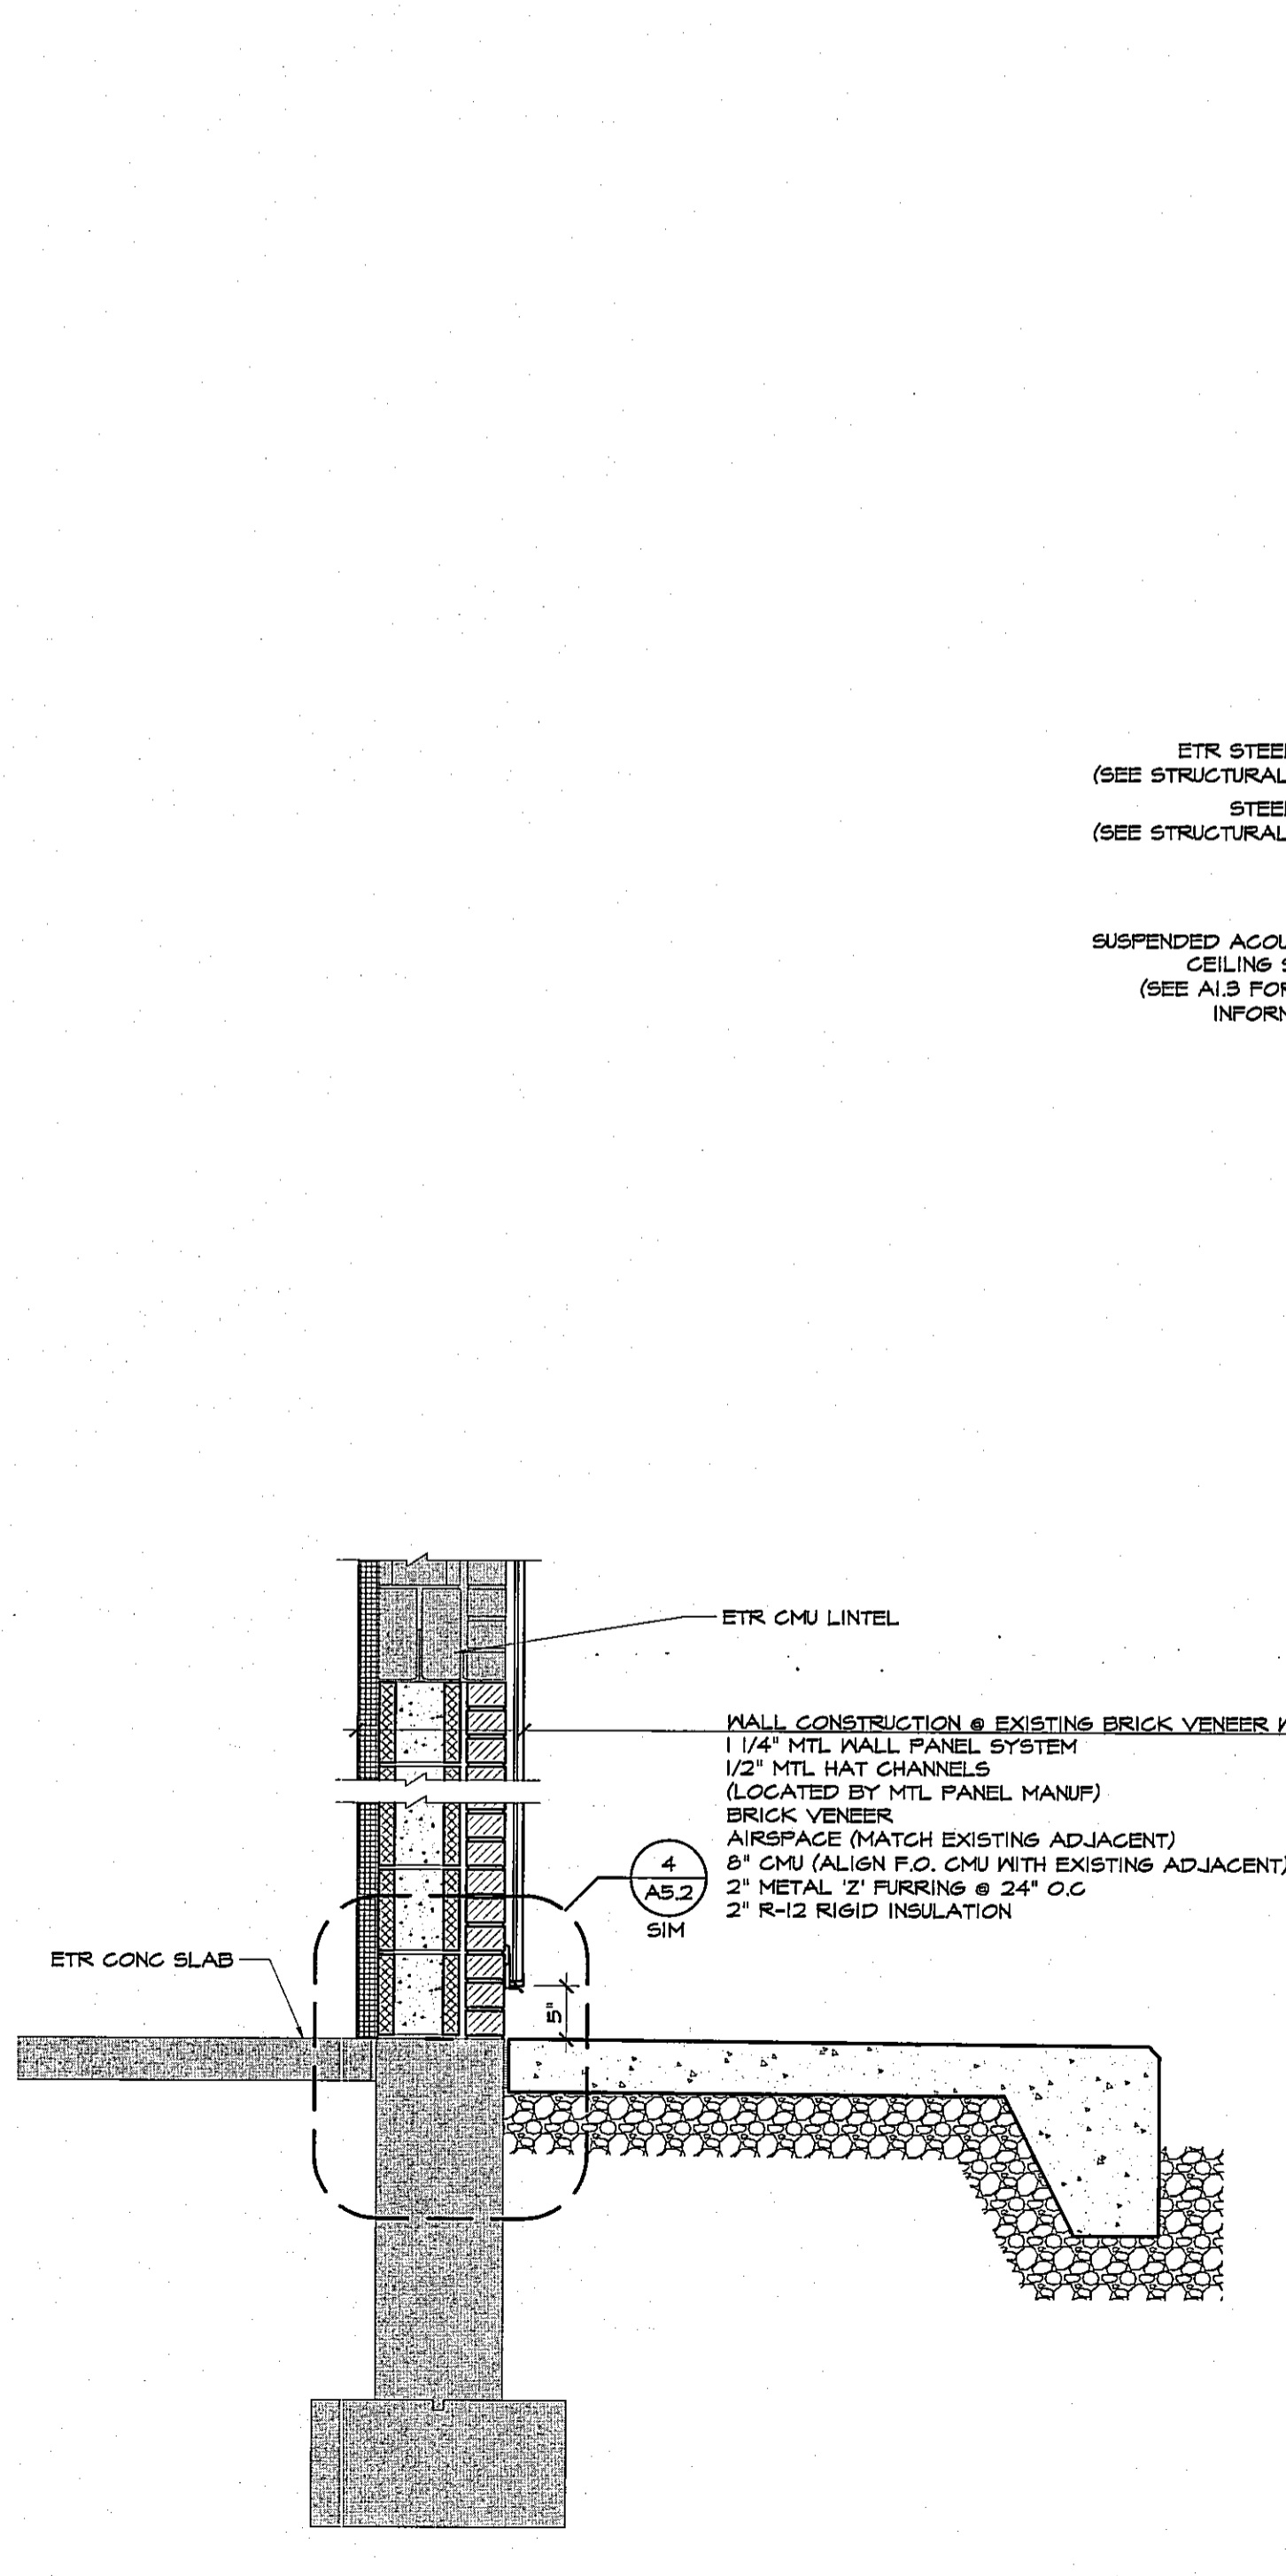 ETR STEEL
(SEE STRUCTURAL
STEEL
(SEE STRUCTURAL
SUSPENDED ACOU
CEILING S
(SEE A1.3 FOR
INFORM
ETR CMU LINTEL
WALL CONSTRUCTION @ EXISTING BRICK VENEER W
1 1/4" MTL WALL PANEL SYSTEM
1/2" MTL HAT CHANNELS
(LOCATED BY MTL PANEL MANUF)
BRICK VENEER
AIRSPACE (MATCH EXISTING ADJACENT)
8" CMU (ALIGN F.O. CMU WITH EXISTING ADJACENT)
2" METAL 'Z' FURRING @ 24" O.C
2" R-12 RIGID INSULATION
4
A5.2
SIM
ETR CONC SLAB
5"